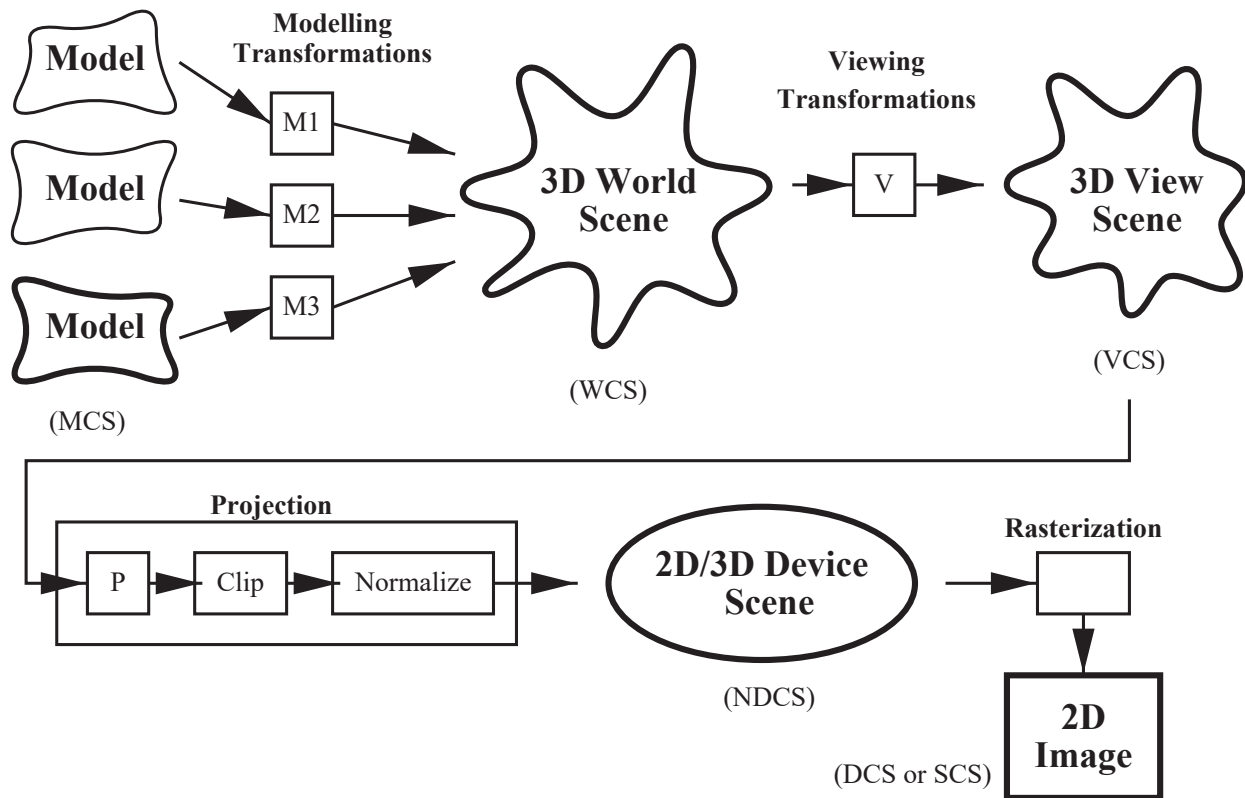 Model
Modelling
Transformations
M1
Model
M2
Model
M3
(MCS)
3D World
Scene
(WCS)
Viewing
Transformations
V
3D View
Scene
(VCS)
Projection
P
Clip
Normalize
2D/3D Device
Scene
(NDCS)
Rasterization
2D
Image
(DCS or SCS)